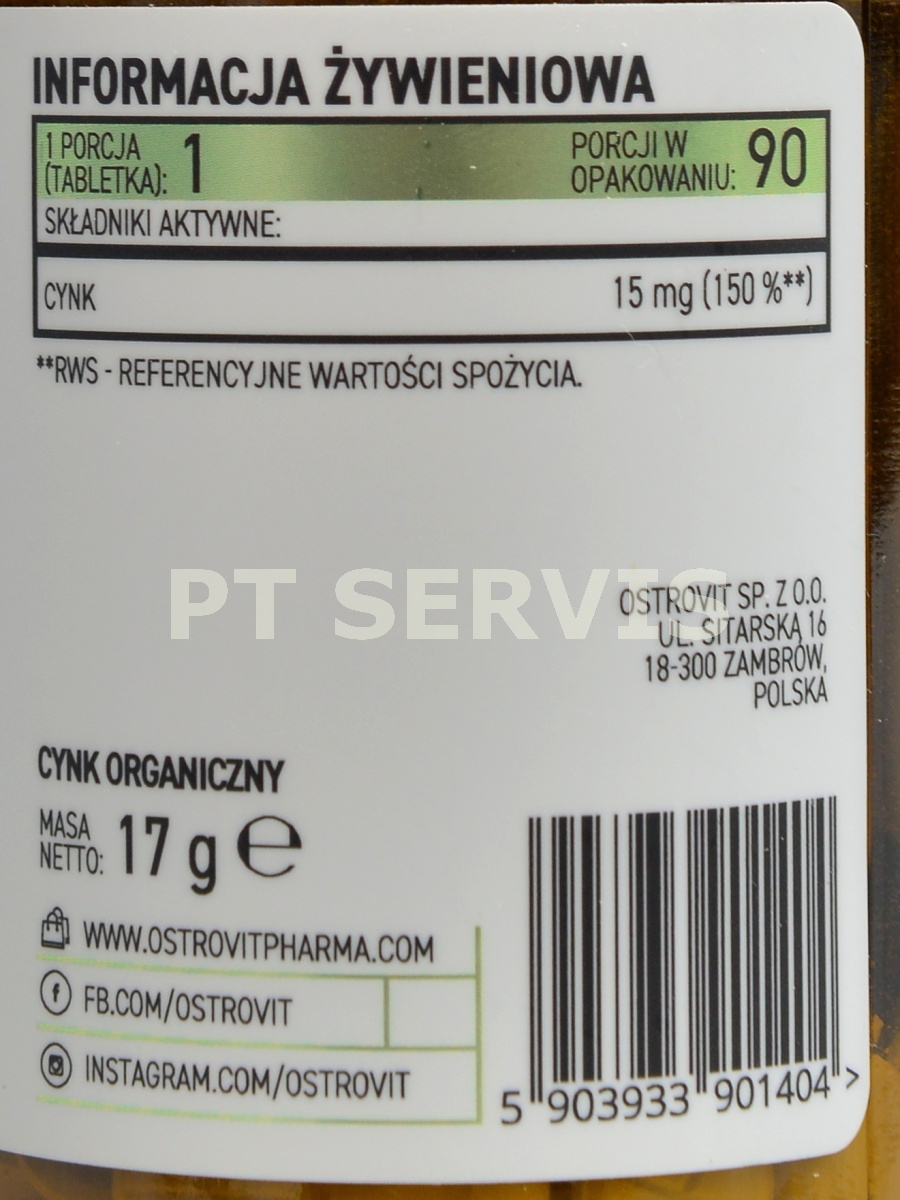 INFORMACJA ŻYWIENIOWA
1 PORCJA (TABLETKA): 1
PORCJI W OPAKOWANIU: 90
SKŁADNIKI AKTYWNE:
CYNK 15 mg (150 %**)
**RWS - REFERENCYJNE WARTOŚCI SPOŻYCIA.
PT SERVIS
OSTROVIT SP. Z O.O.
UL. SITARSKA 16
18-300 ZAMBRÓW,
POLSKA
CYNK ORGANICZNY
MASA NETTO: 17 g ℮
WWW.OSTROVITPHARMA.COM
FB.COM/OSTROVIT
INSTAGRAM.COM/OSTROVIT
5 903933 901404 >